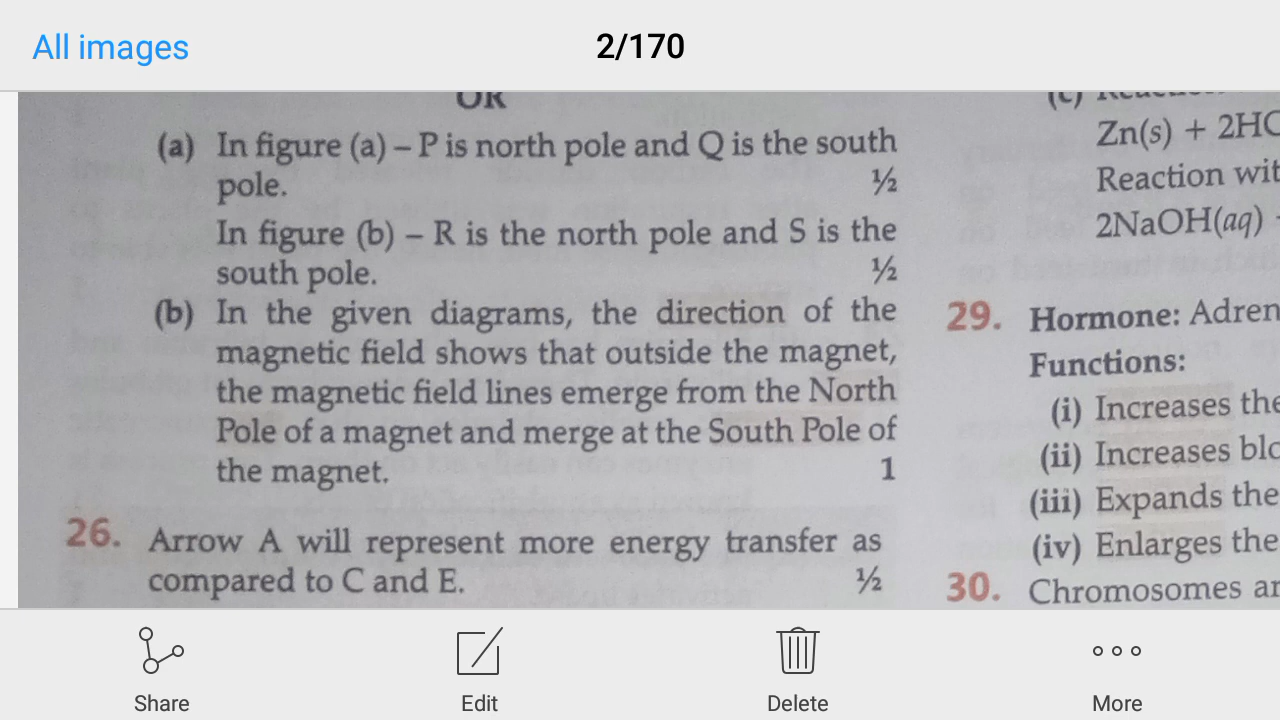 All images
2/170
OR
(a) In figure (a) – P is north pole and Q is the south
pole. ½
In figure (b) – R is the north pole and S is the
south pole. ½
(b) In the given diagrams, the direction of the
magnetic field shows that outside the magnet,
the magnetic field lines emerge from the North
Pole of a magnet and merge at the South Pole of
the magnet. 1
26. Arrow A will represent more energy transfer as
compared to C and E. ½
(c)
Zn(s) + 2HC
Reaction wit
2NaOH(aq)
29. Hormone: Adren
Functions:
(i) Increases the
(ii) Increases blo
(iii) Expands the
(iv) Enlarges the
30. Chromosomes ar
Share
Edit
Delete
More